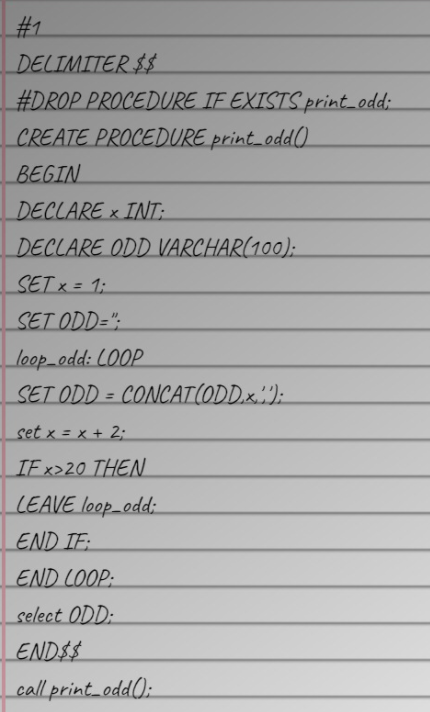 #1
DELIMITER $$
#DROP PROCEDURE IF EXISTS print_odd;
CREATE PROCEDURE print_odd()
BEGIN
DECLARE x INT;
DECLARE ODD VARCHAR(100);
SET x = 1;
SET ODD='';
loop_odd: LOOP
SET ODD = CONCAT(ODD,x,',');
set x = x + 2;
IF x>20 THEN
LEAVE loop_odd;
END IF;
END LOOP;
select ODD;
END$$
call print_odd();